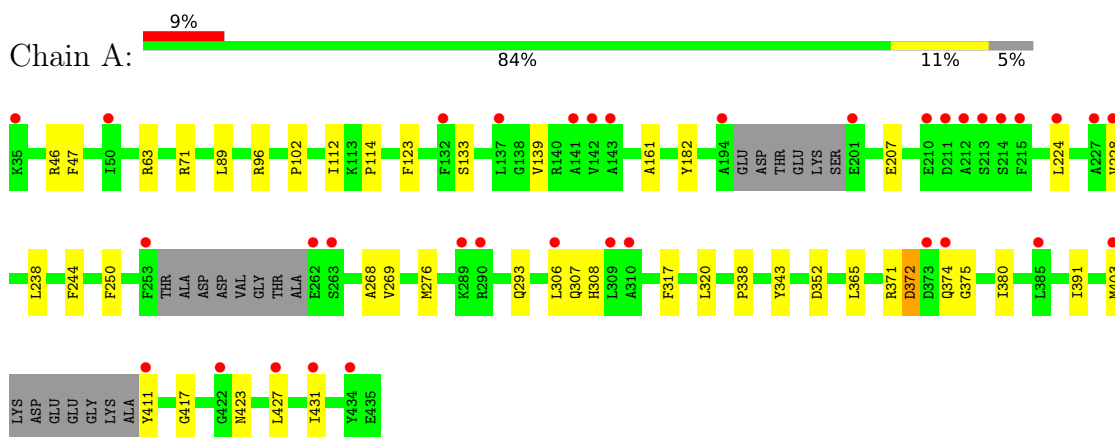 9%
Chain A:
84% 11% 5%
K35 R46 F47 I50 R63 R71 L89 R96 P102 I112 K113 P114 F123 F132 S133 L137 G138 V139 R140 A141 V142 A143 A161 Y182 A194 GLU ASP THR GLU LYS SER E201 E207 E210 D211 A212 S213 S214 F215 L224 A227 V228
L238 F244 F250 F253 THR ALA ASP ASP VAL GLY THR ALA E262 S263 A268 V269 M276 K289 R290 Q293 L306 Q307 H308 L309 A310 F317 L320 P338 Y343 D352 L365 R371 D372 D373 Q374 G375 I380 L385 I391 M403
LYS ASP GLU GLU GLY LYS ALA Y411 G417 G422 N423 L427 I431 Y434 E435